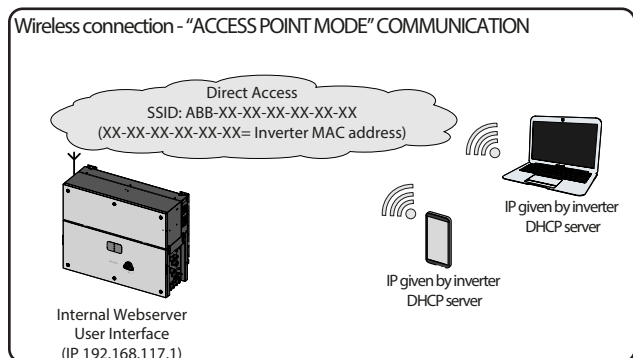 Wireless connection - “ACCESS POINT MODE” COMMUNICATION
Direct Access
SSID: ABB-XX-XX-XX-XX-XX-XX
(XX-XX-XX-XX-XX-XX= Inverter MAC address)
IP given by inverter
DHCP server
IP given by inverter
DHCP server
Internal Webserver
User Interface
(IP 192.168.117.1)